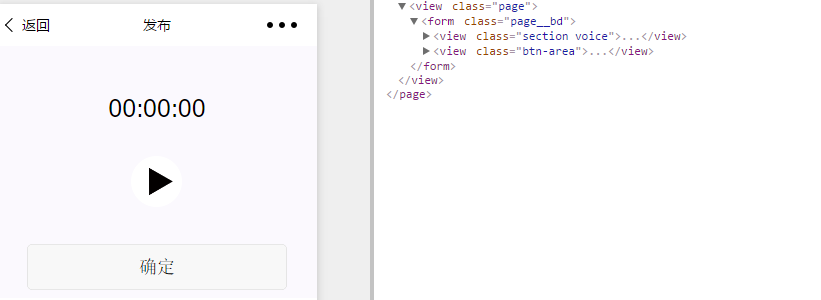 返回
发布
00:00:00
确定
<view class="page">
<form class="page__bd">
<view class="section voice">...</view>
<view class="btn-area">...</view>
</form>
</view>
</page>